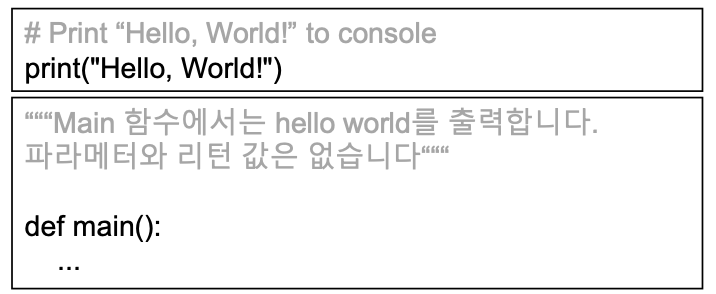 # Print “Hello, World!” to console
print("Hello, World!")
“““Main 함수에서는 hello world를 출력합니다.
파라메터와 리턴 값은 없습니다“““
def main():
...